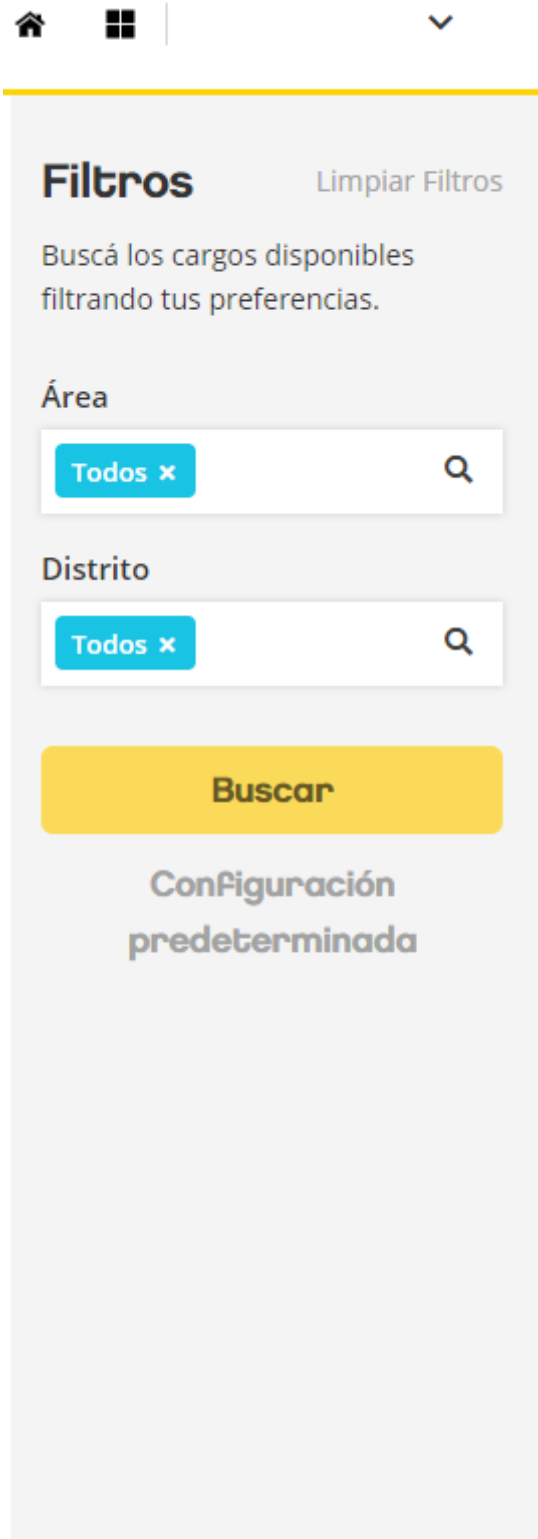 Filtros
Limpiar Filtros
Buscá los cargos disponibles
filtrando tus preferencias.
Área
Todos ×
Distrito
Todos ×
Buscar
Configuración
predeterminada